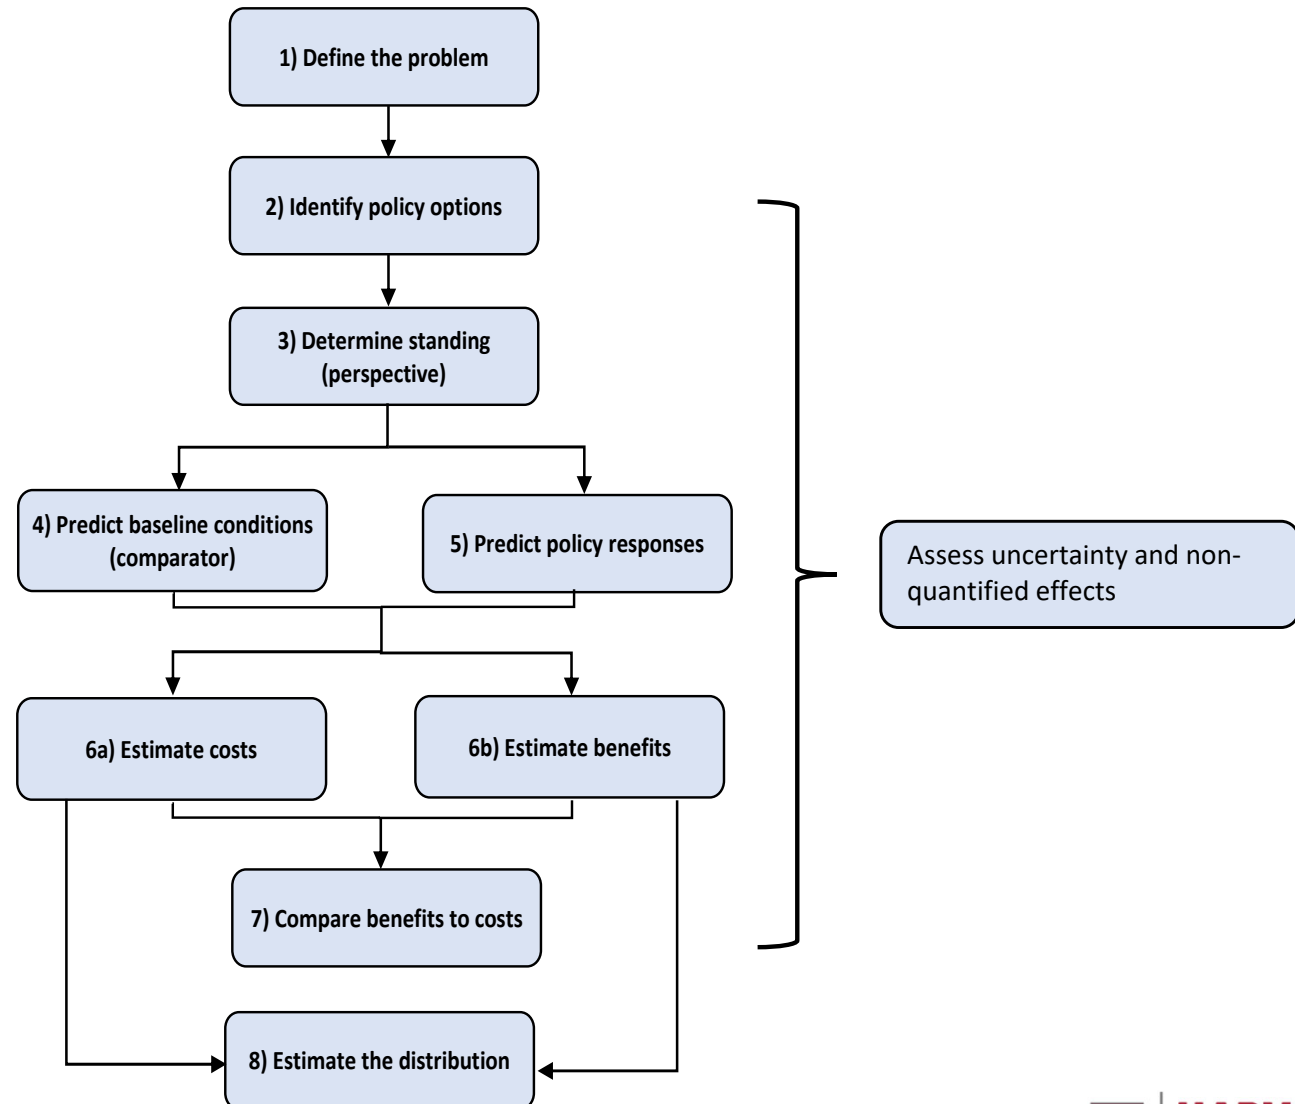 1) Define the problem
2) Identify policy options
3) Determine standing
(perspective)
4) Predict baseline conditions
(comparator)
5) Predict policy responses
Assess uncertainty and non-
quantified effects
6a) Estimate costs
6b) Estimate benefits
7) Compare benefits to costs
8) Estimate the distribution